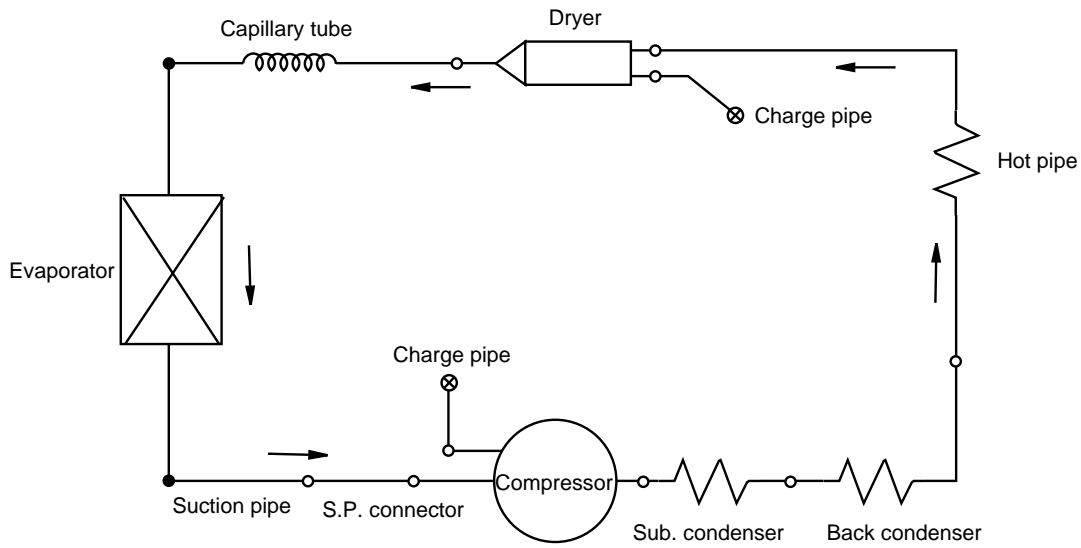 Dryer
Capillary tube
Charge pipe
Hot pipe
Evaporator
Charge pipe
Compressor
Suction pipe
S.P. connector
Sub. condenser
Back condenser